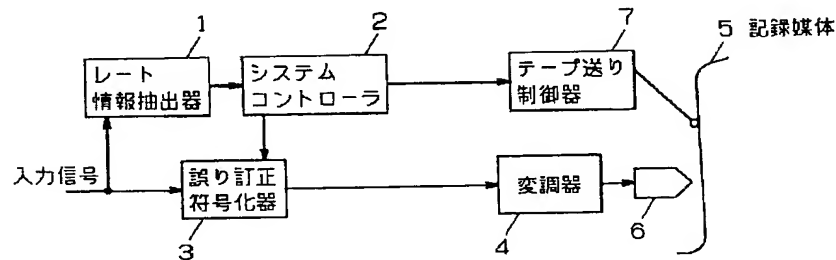 1
2
7
5 記録媒体
レート
情報抽出器
システム
コントローラ
テープ送り
制御器
入力信号
誤り訂正
符号化器
変調器
3
4
6